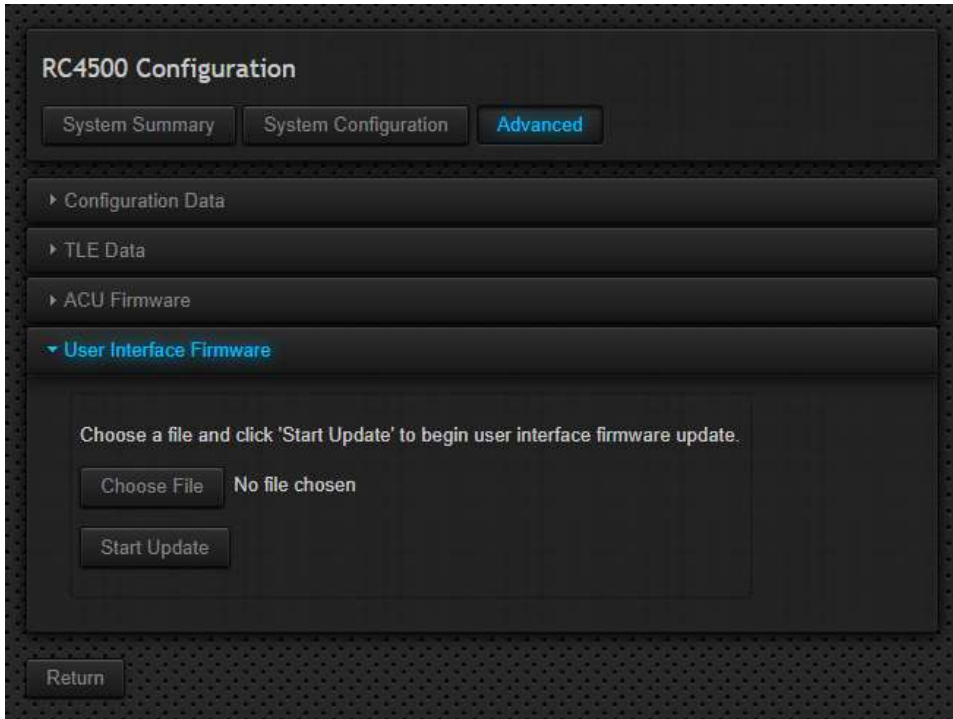 RC4500 Configuration
System Summary System Configuration Advanced
Configuration Data
TLE Data
ACU Firmware
User Interface Firmware
Choose a file and click 'Start Update' to begin user interface firmware update.
Choose File No file chosen
Start Update
Return